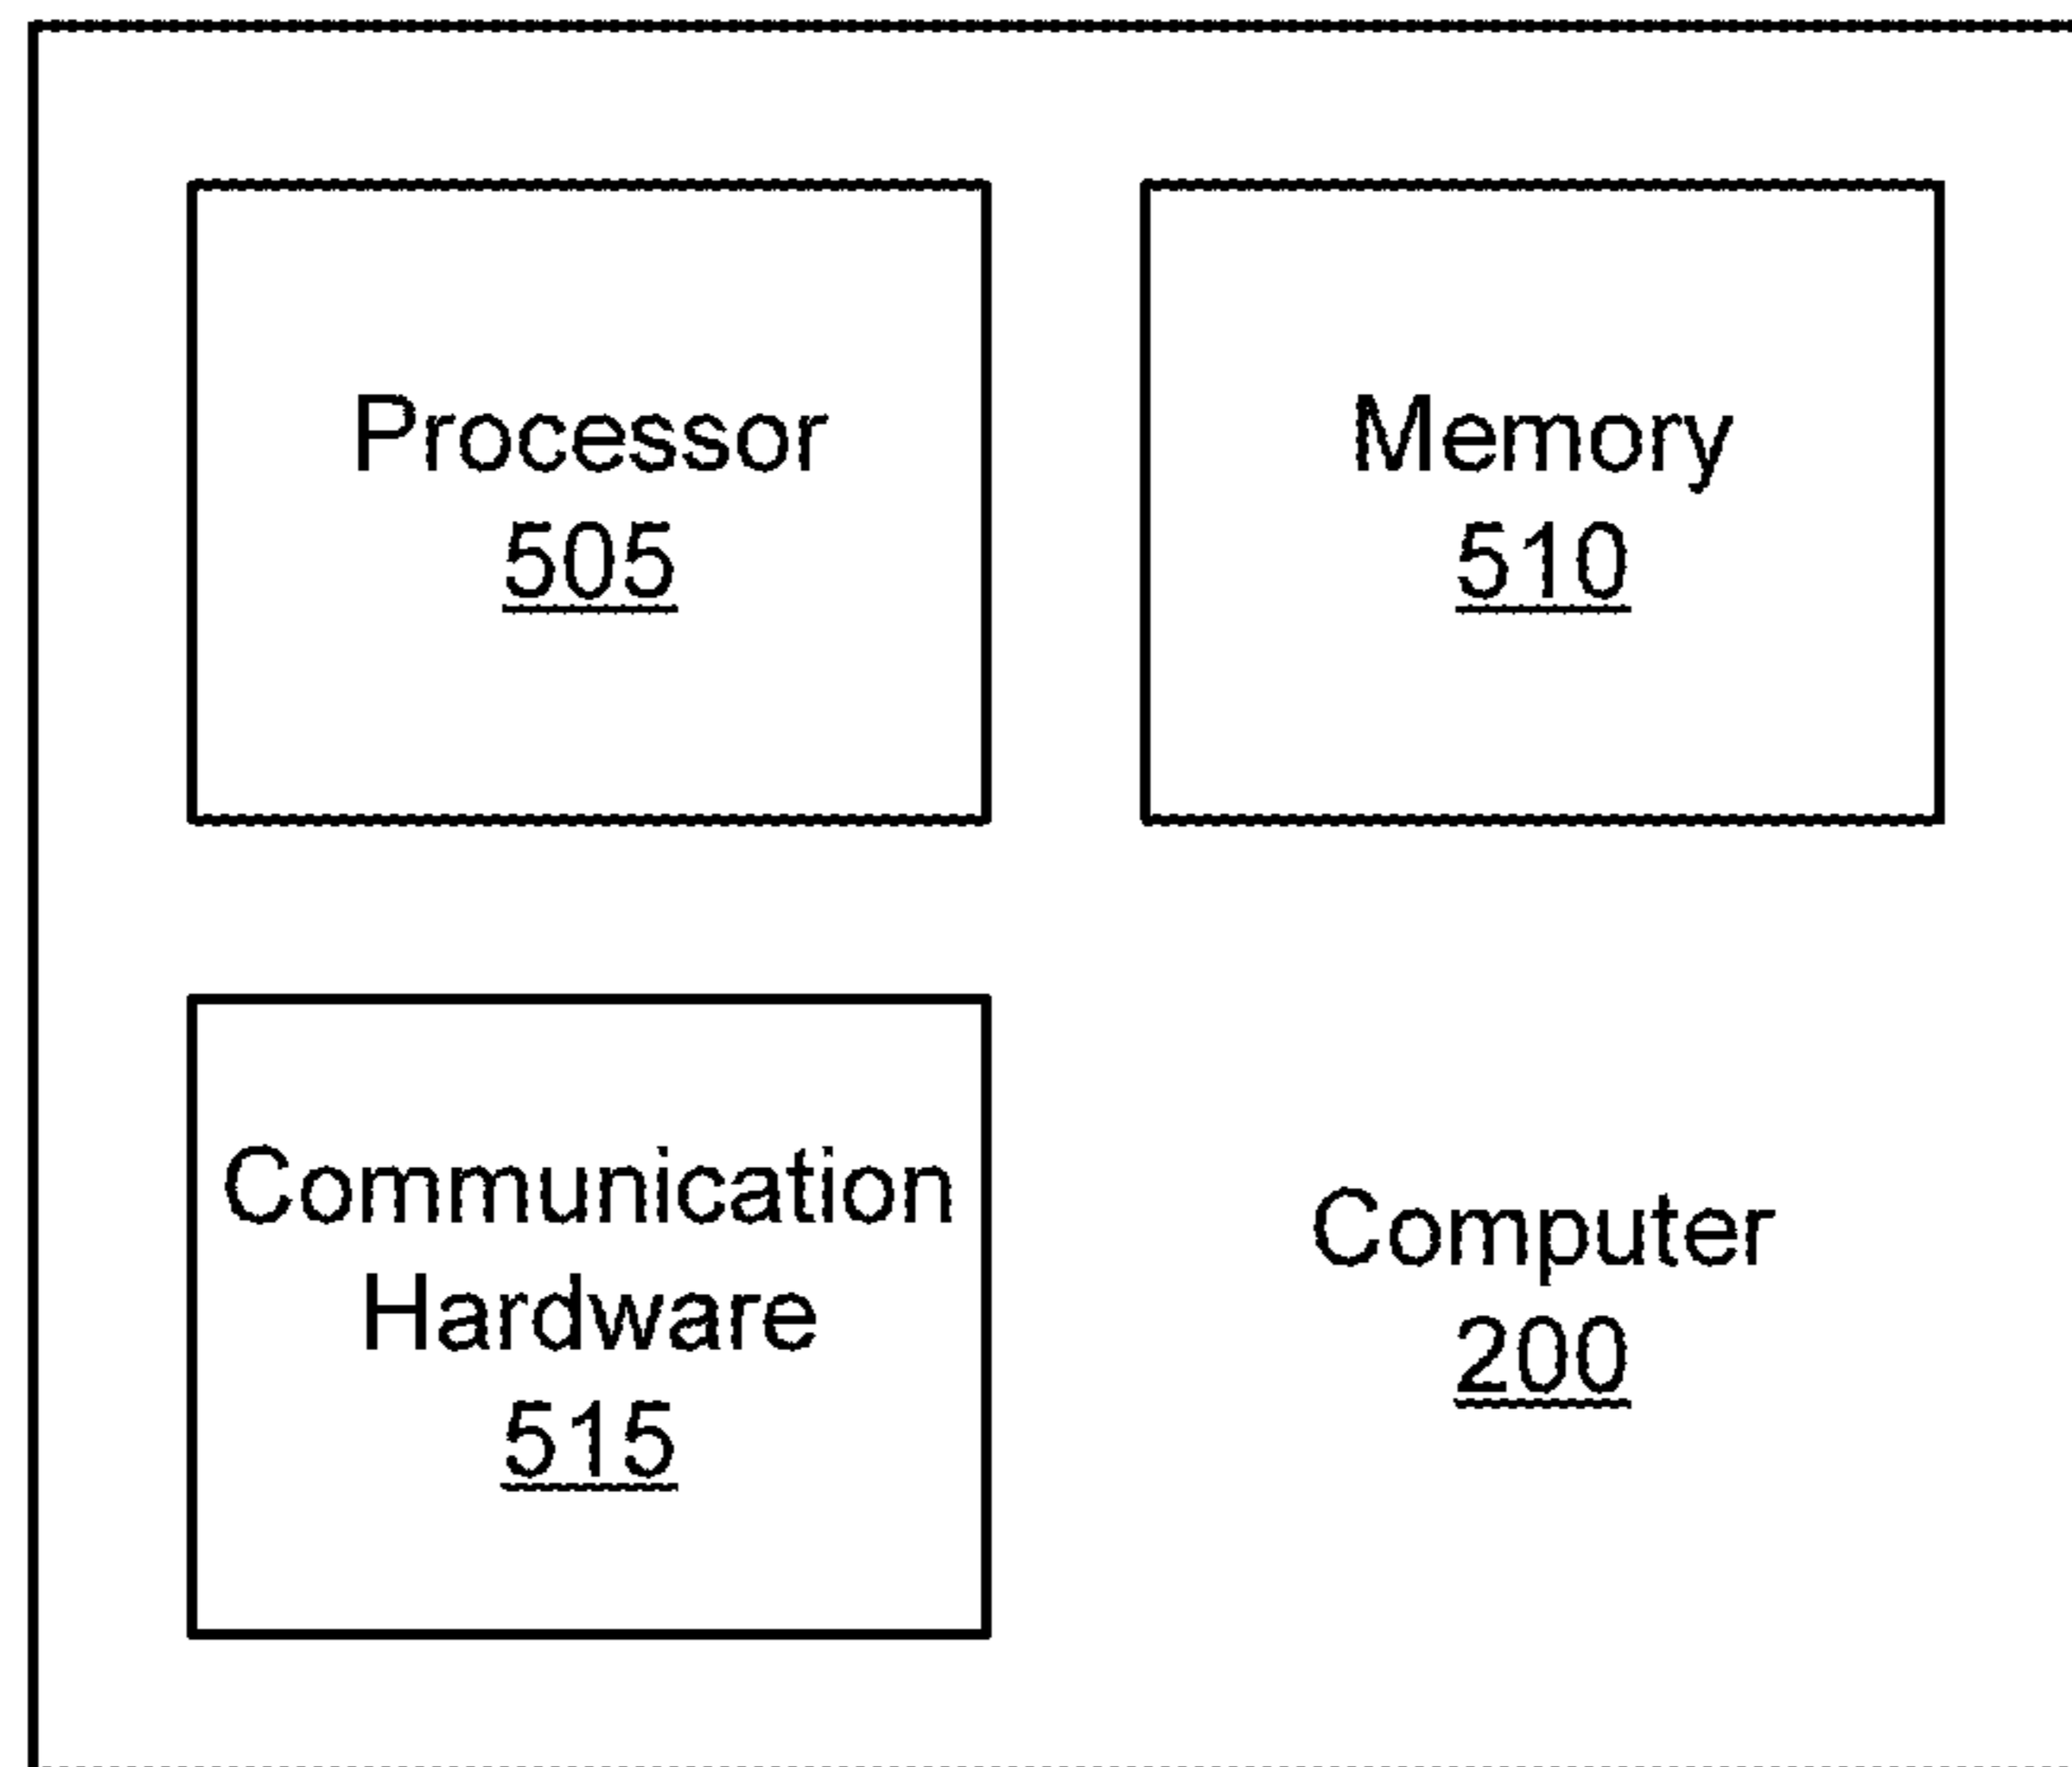 Processor
505
Memory
510
Communication
Hardware
515
Computer
200